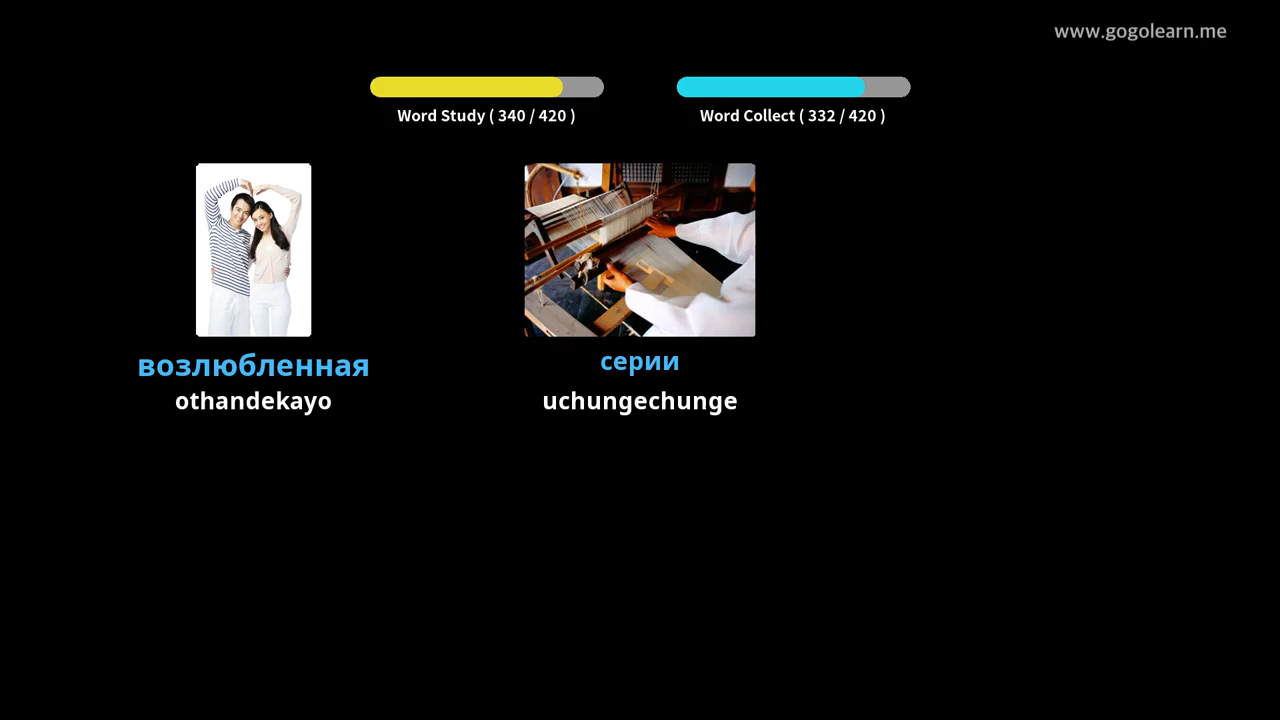 www.gogolearn.me
Word Study ( 340 / 420 )
Word Collect ( 332 / 420 )
возлюбленная
серии
othandekayo
uchungechunge